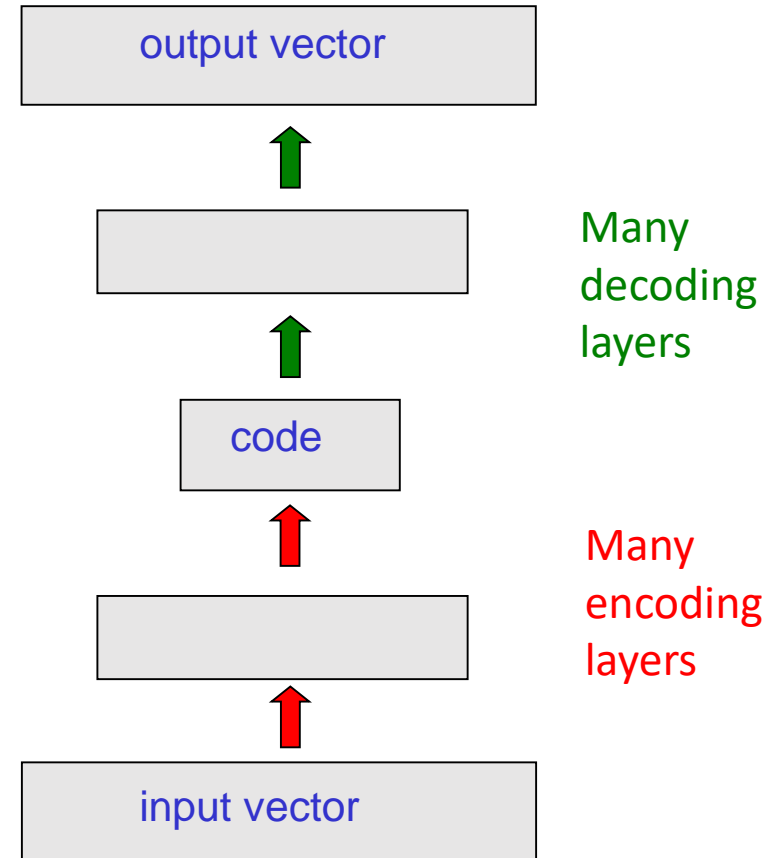 output vector
Many
decoding
layers
code
Many
encoding
layers
input vector